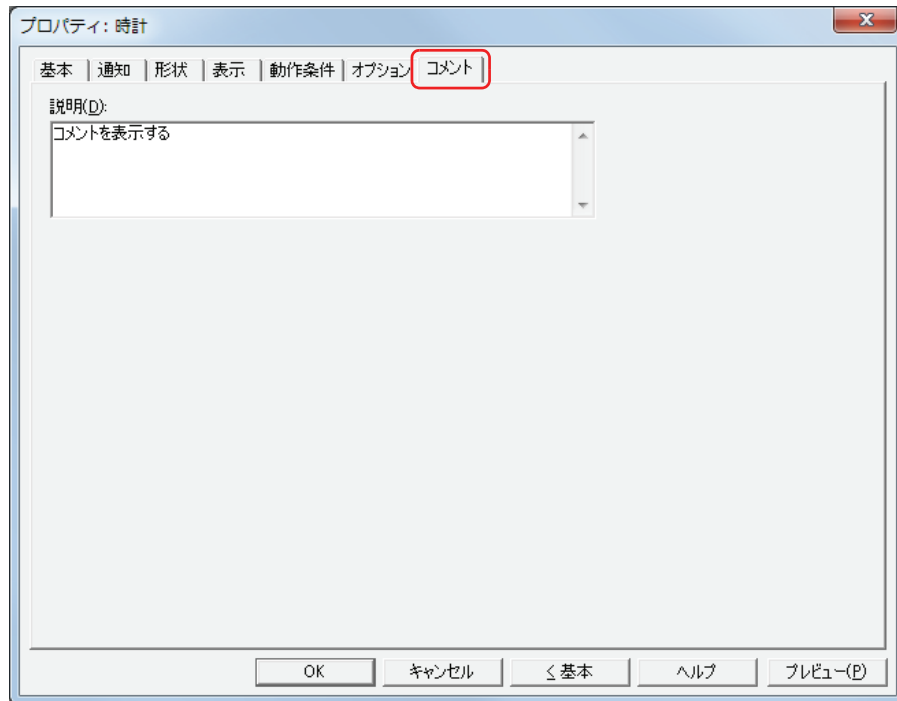 プロパティ: 時計
基本 通知 形状 表示 動作条件 オプション コメント
説明(D):
コメントを表示する
OK キャンセル < 基本 ヘルプ プレビュー(P)